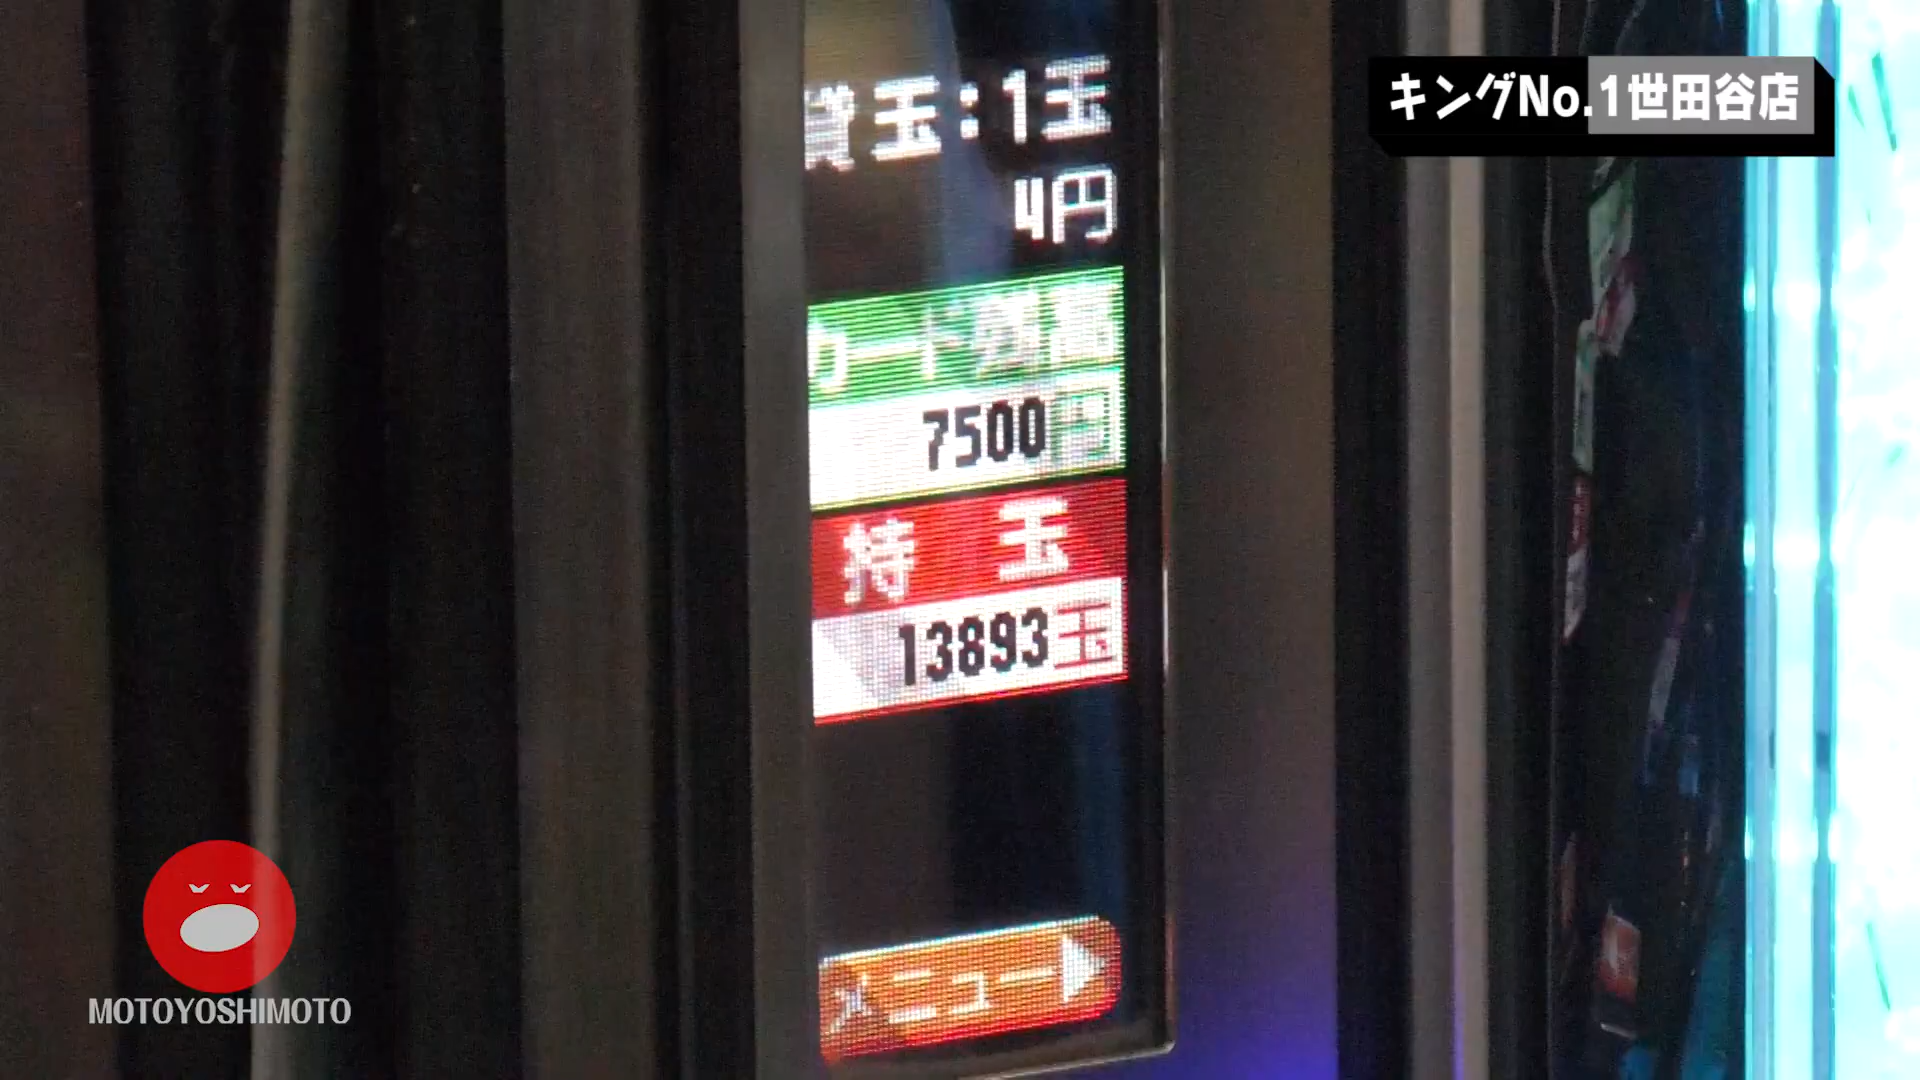 キングNo.1世田谷店
貸玉:1玉
4円
カード残高
7500円
持 玉
13893玉
メニュー▶
MOTOYOSHIMOTO